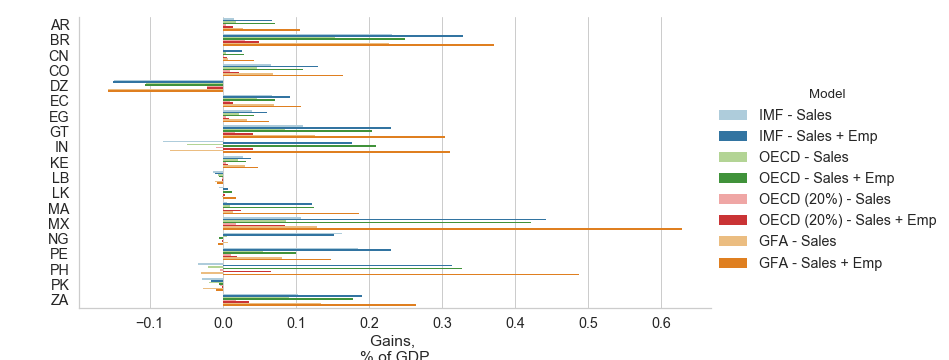 AR
BR
CN
CO
DZ
EC
EG
GT
IN
KE
LB
LK
MA
MX
NG
PE
PH
PK
ZA
−0.1 0.0 0.1 0.2 0.3 0.4 0.5 0.6
Gains,
% of GDP
Model
IMF - Sales
IMF - Sales + Emp
OECD - Sales
OECD - Sales + Emp
OECD (20%) - Sales
OECD (20%) - Sales + Emp
GFA - Sales
GFA - Sales + Emp